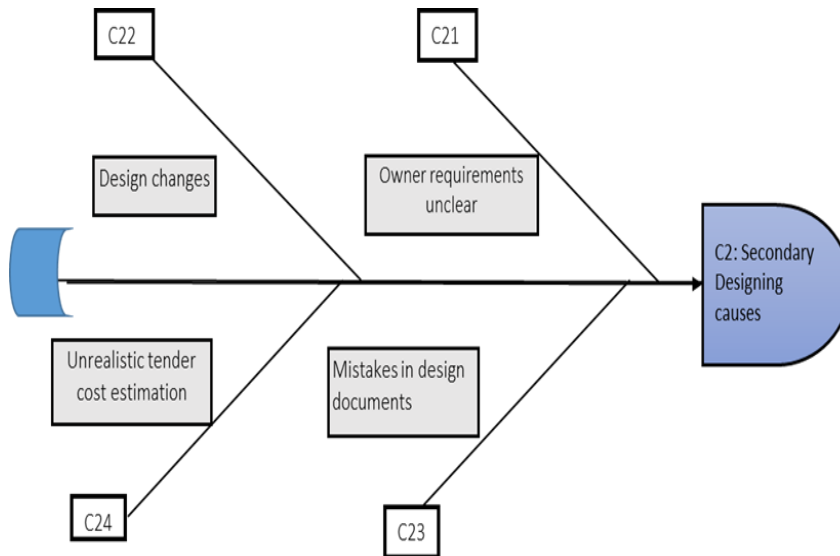 C22
C21
Design changes
Owner requirements
unclear
C2: Secondary
Designing
causes
Unrealistic tender
cost estimation
Mistakes in design
documents
C24
C23